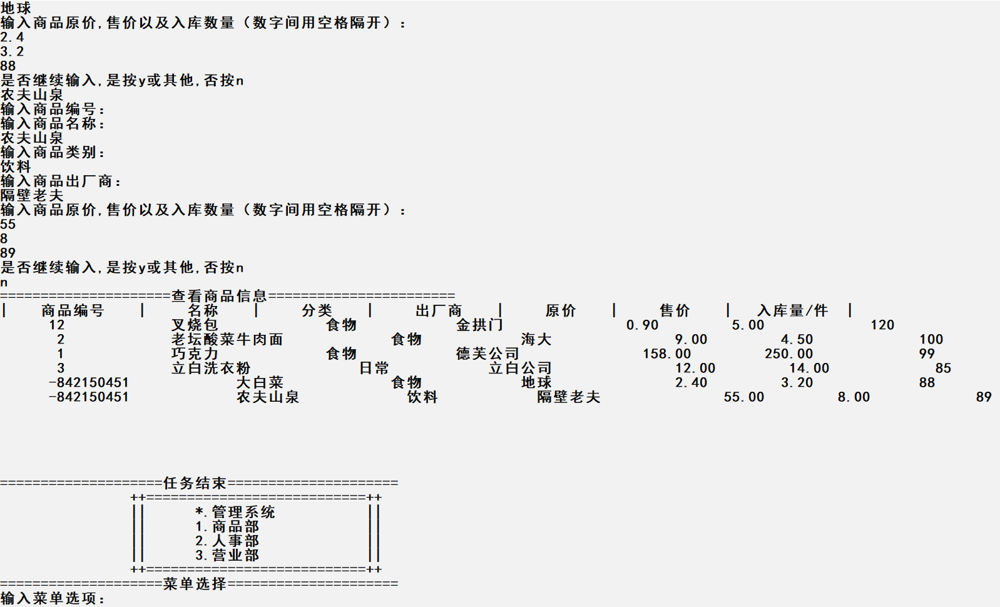 地球
输入商品原价,售价以及入库数量（数字间用空格隔开）:
2.4
3.2
88
是否继续输入,是按y或其他,否按n
农夫山泉
输入商品编号:
输入商品名称:
农夫山泉
输入商品类别:
饮料
输入商品出厂商:
隔壁老夫
输入商品原价,售价以及入库数量（数字间用空格隔开）:
55
8
89
是否继续输入,是按y或其他,否按n
n
=====================查看商品信息=======================
| 商品编号 | 名称 | 分类 | 出厂商 | 原价 | 售价 | 入库量/件 |
12 叉烧包 食物 金拱门 0.90 5.00 120
2 老坛酸菜牛肉面 食物 海大 9.00 4.50 100
1 巧克力 食物 德芙公司 158.00 250.00 99
3 立白洗衣粉 日常 立白公司 12.00 14.00 85
-842150451 大白菜 食物 地球 2.40 3.20 88
-842150451 农夫山泉 饮料 隔壁老夫 55.00 8.00 89
====================任务结束=====================
++===========================++
|| *.管理系统 ||
|| 1.商品部 ||
|| 2.人事部 ||
|| 3.营业部 ||
++===========================++
====================菜单选择=====================
输入菜单选项: